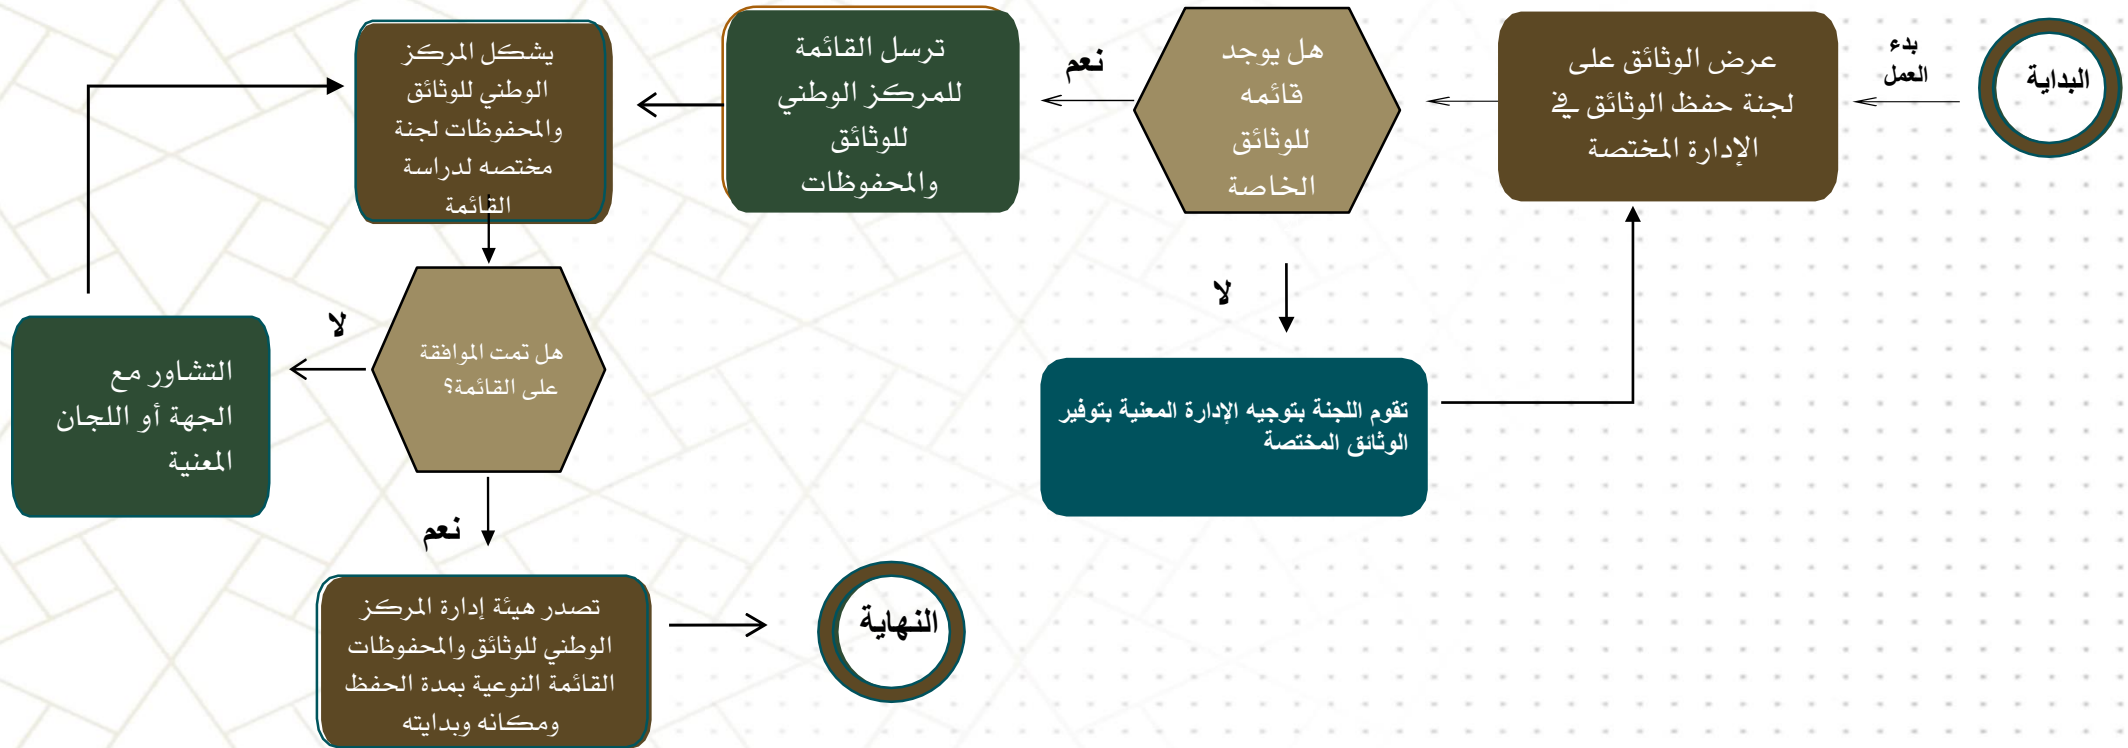 البداية
بدء
العمل
عرض الوثائق على
لجنة حفظ الوثائق في
الإدارة المختصة
هل يوجد
قائمه
للوثائق
الخاصة
نعم
ترسل القائمة
للمركز الوطني
للوثائق
والمحفوظات
يشكل المركز
الوطني للوثائق
والمحفوظات لجنة
مختصه لدراسة
القائمة
لا
تقوم اللجنة بتوجيه الإدارة المعنية بتوفير
الوثائق المختصة
هل تمت الموافقة
على القائمة؟
لا
التشاور مع
الجهة أو اللجان
المعنية
نعم
تصدر هيئة إدارة المركز
الوطني للوثائق والمحفوظات
القائمة النوعية بمدة الحفظ
ومكانه وبدايته
النهاية